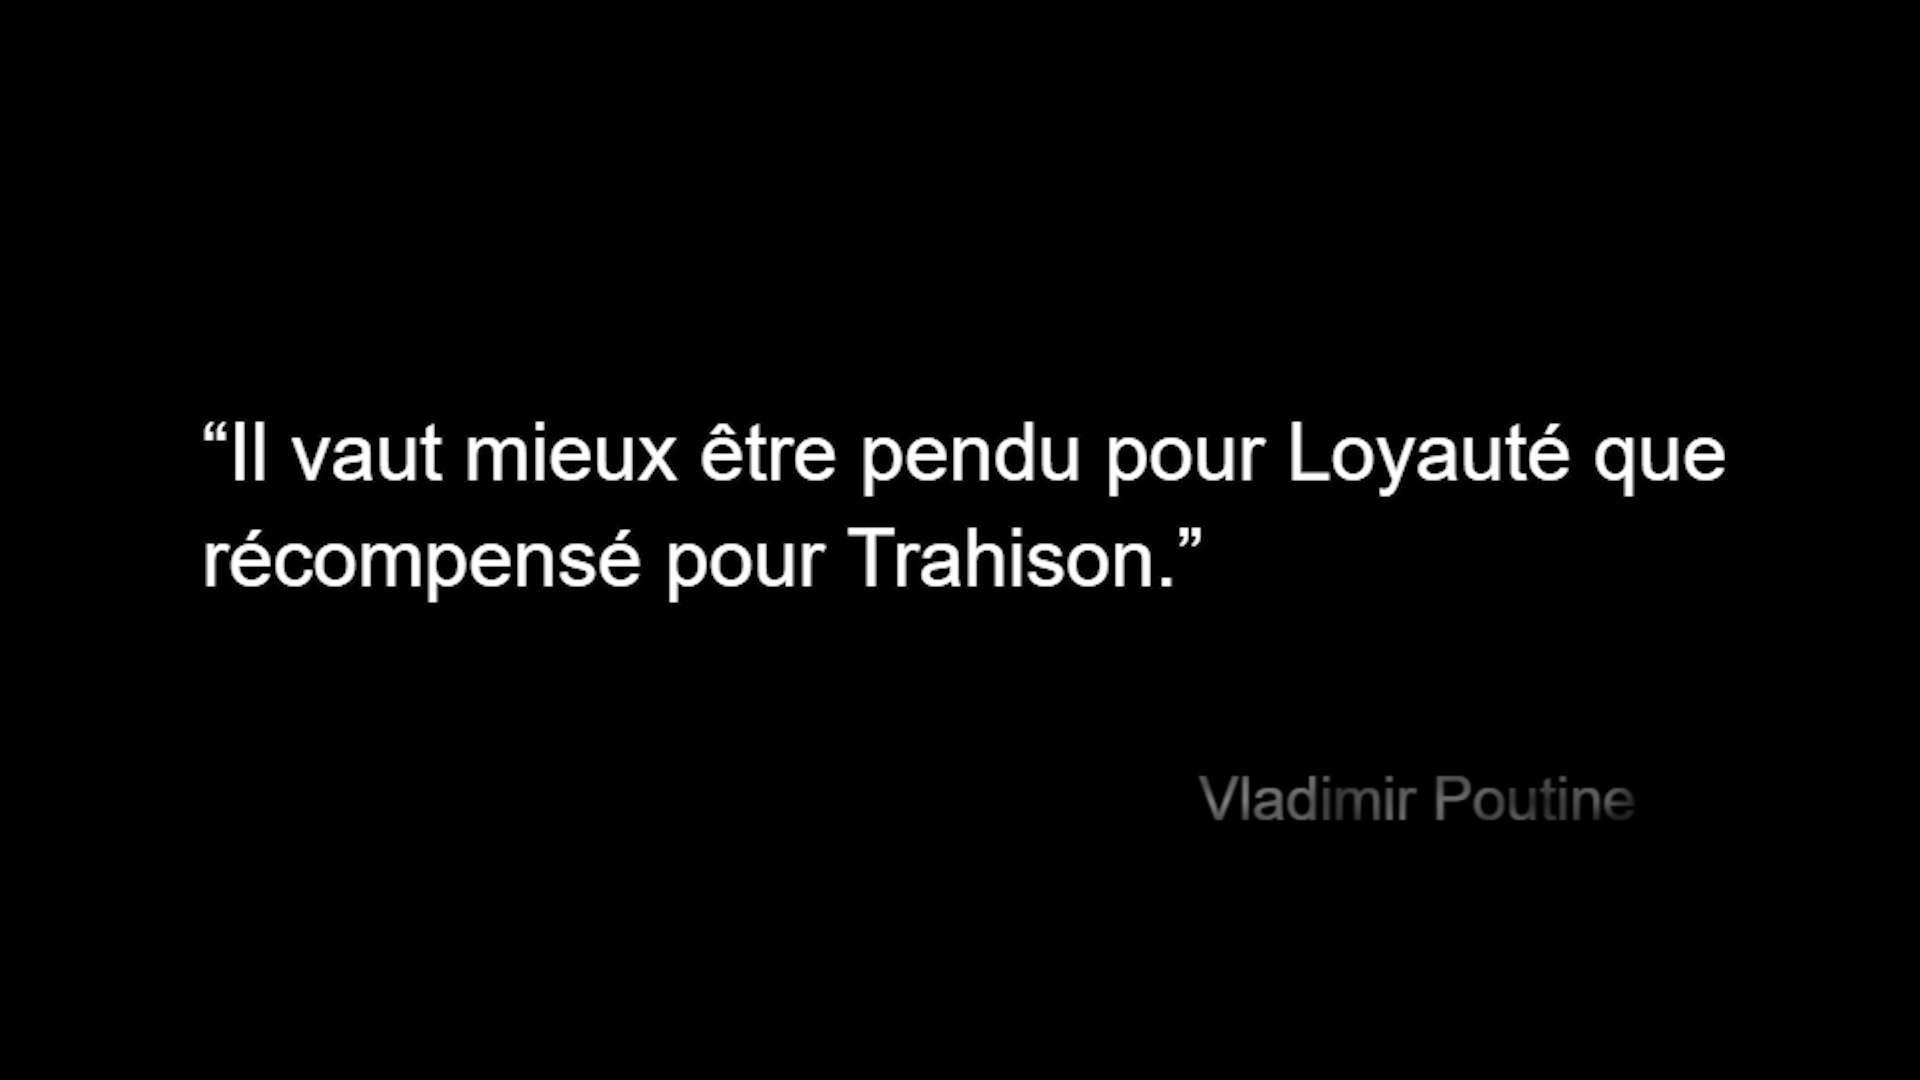 “Il vaut mieux être pendu pour Loyauté que
récompensé pour Trahison.”
Vladimir Poutine